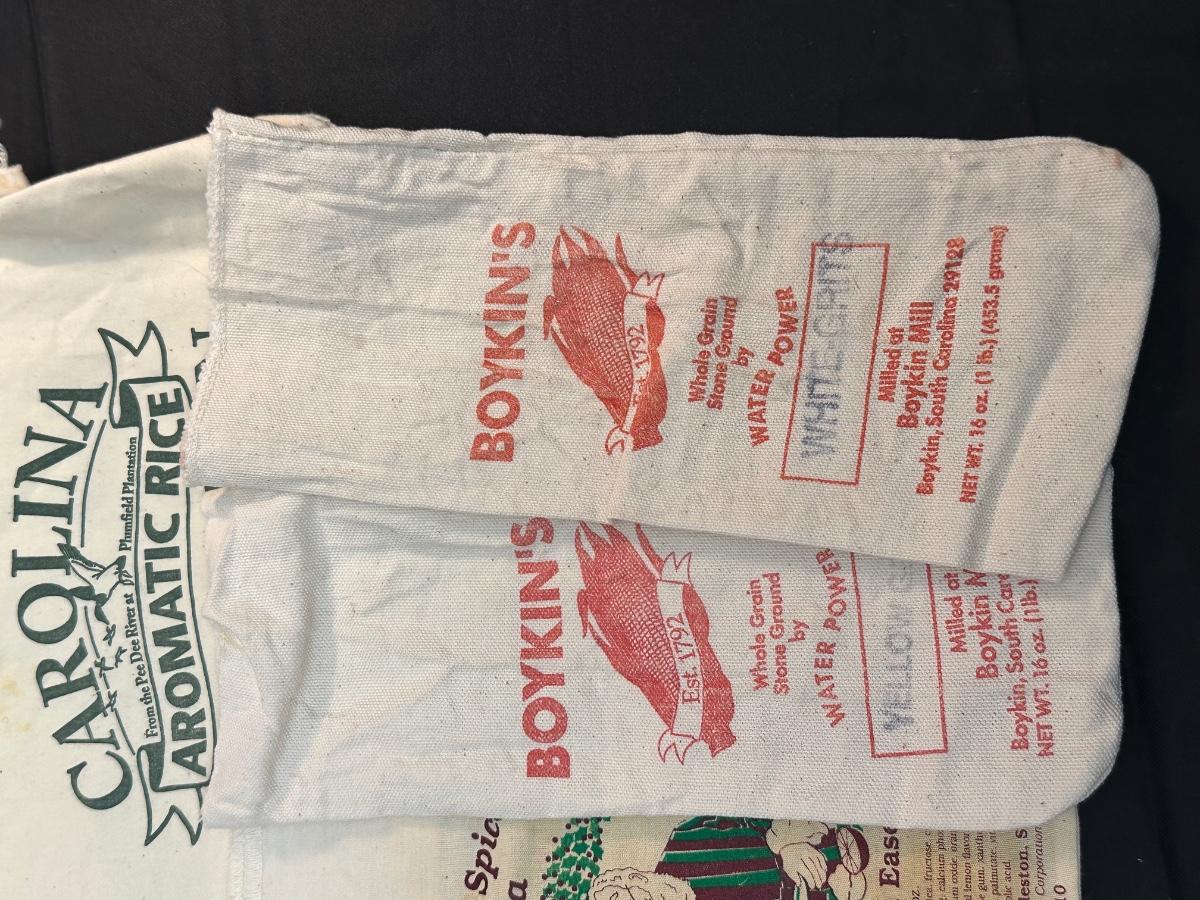 CAROLINA
From the Pee Dee River at Plumfield Plantation
AROMATIC RICE
BOYKIN'S
Est. 1792
Whole Grain
Stone Ground
by
WATER POWER
WHITE-GRITS
Milled at
Boykin Mill
Boykin, South Carolina 29128
NET WT. 16 oz. (1 lb.) (453.5 grams)
BOYKIN'S
Est. 1792
Whole Grain
Stone Ground
by
WATER POWER
YELLOW G
Milled at
Boykin
Boykin, South Car
NET WT. 16 oz. (1lb.)
Spic
a
Ease
leston, S
Corporation